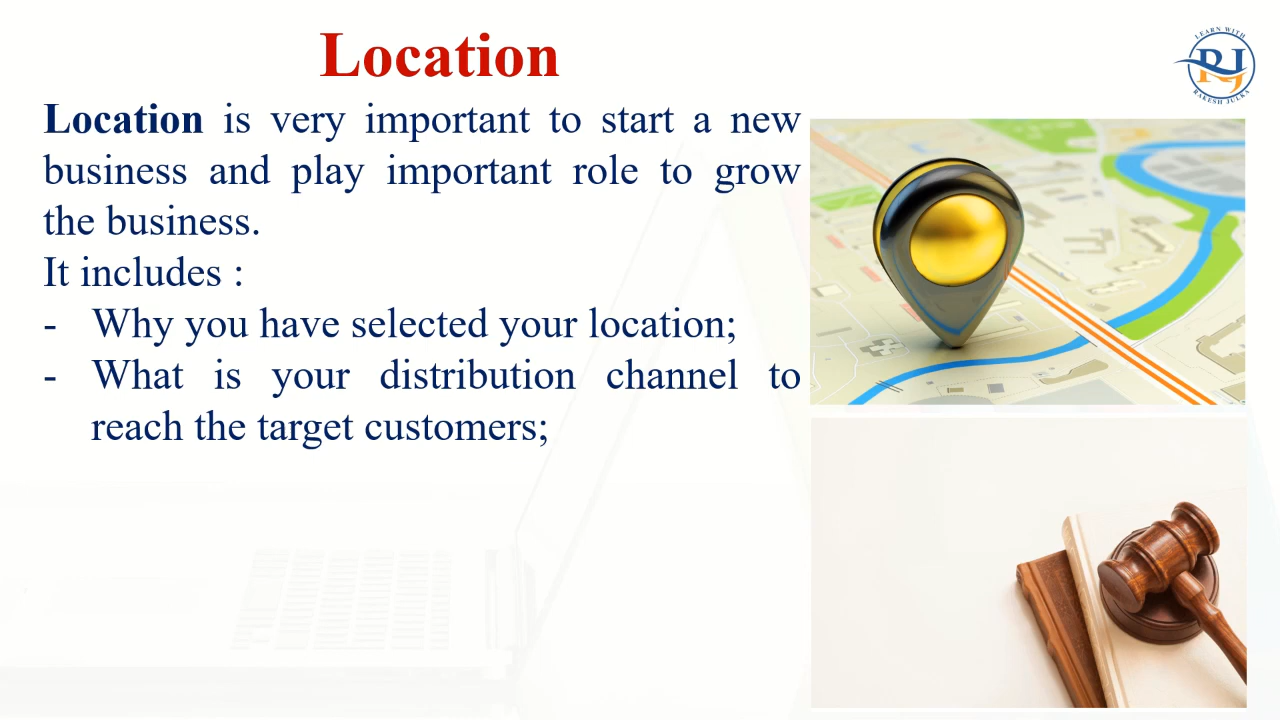 Location
LEARN WITH
RJ
RAKESH JULKA
Location is very important to start a new
business and play important role to grow
the business.
It includes :
- Why you have selected your location;
- What is your distribution channel to
reach the target customers;